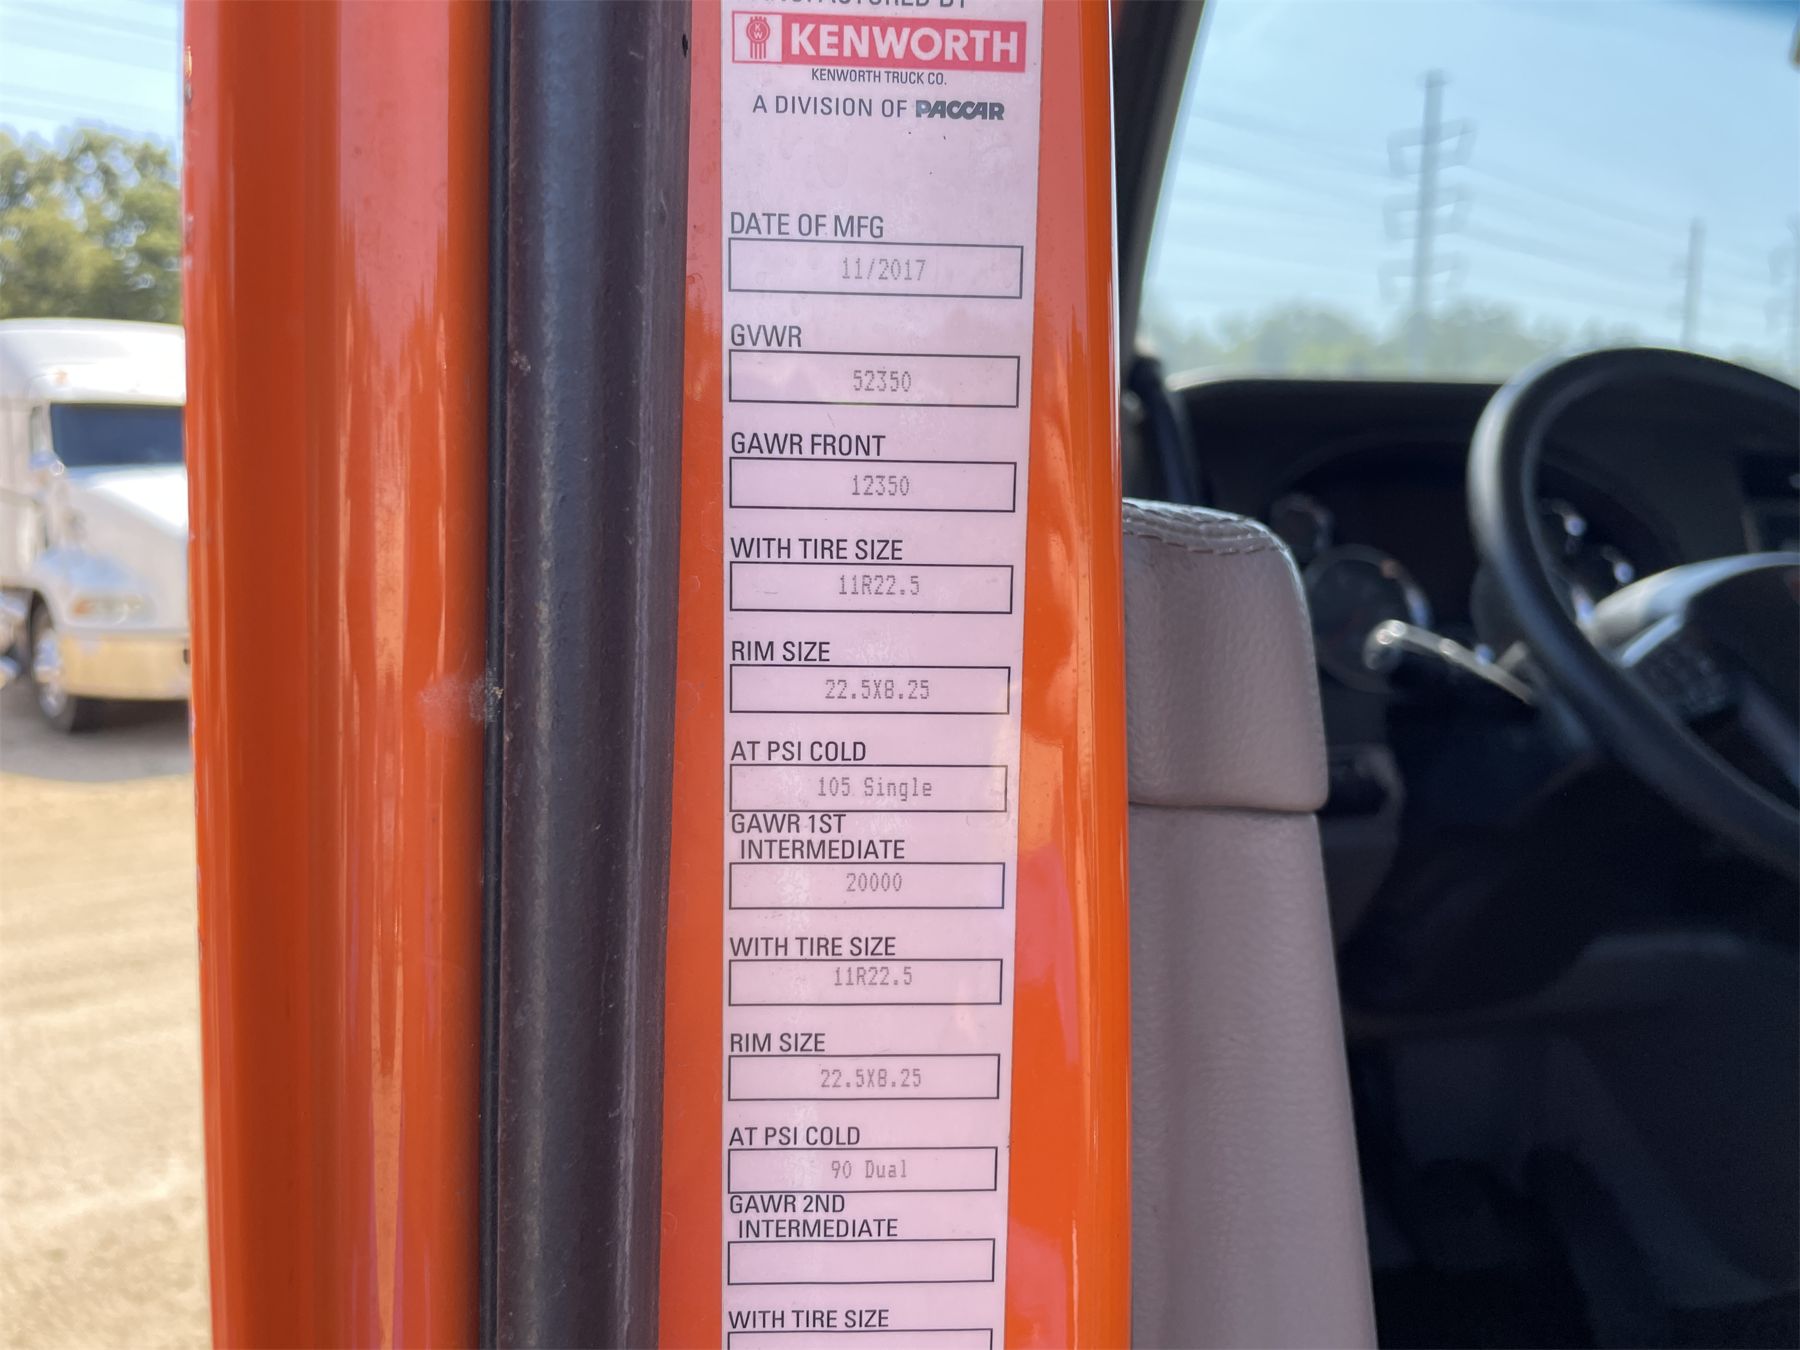 MANUFACTURED BY
KENWORTH
KENWORTH TRUCK CO.
A DIVISION OF PACCAR
DATE OF MFG
11/2017
GVWR
52350
GAWR FRONT
12350
WITH TIRE SIZE
11R22.5
RIM SIZE
22.5X8.25
AT PSI COLD
105 Single
GAWR 1ST
INTERMEDIATE
20000
WITH TIRE SIZE
11R22.5
RIM SIZE
22.5X8.25
AT PSI COLD
90 Dual
GAWR 2ND
INTERMEDIATE
WITH TIRE SIZE